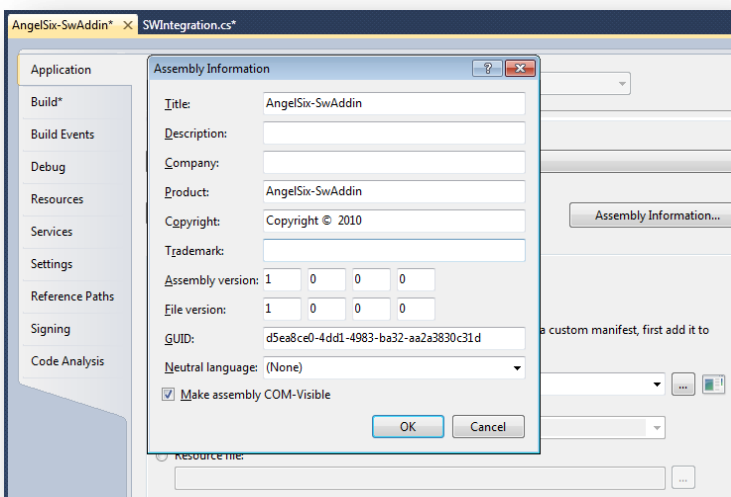 AngelSix-SwAddin* × SWIntegration.cs*
Application
Build*
Build Events
Debug
Resources
Services
Settings
Reference Paths
Signing
Code Analysis
Assembly Information
Title: AngelSix-SwAddin
Description:
Company:
Product: AngelSix-SwAddin
Copyright: Copyright © 2010
Trademark:
Assembly version: 1 0 0 0
File version: 1 0 0 0
GUID: d5ea8ce0-4dd1-4983-ba32-aa2a3830c31d
Neutral language: (None)
Make assembly COM-Visible
OK Cancel
Assembly Information...
a custom manifest, first add it to
...
Resource file:
...